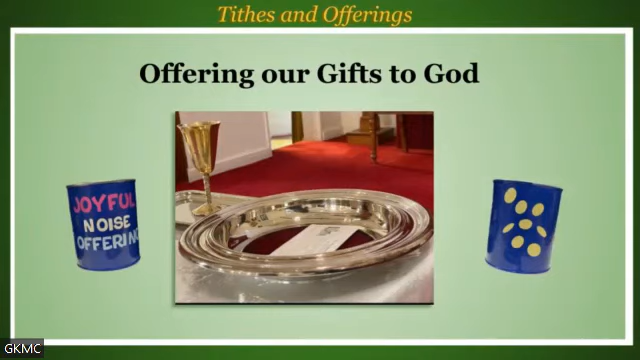 Tithes and Offerings
Offering our Gifts to God
JOYFUL
NOISE
OFFERING
GKMC